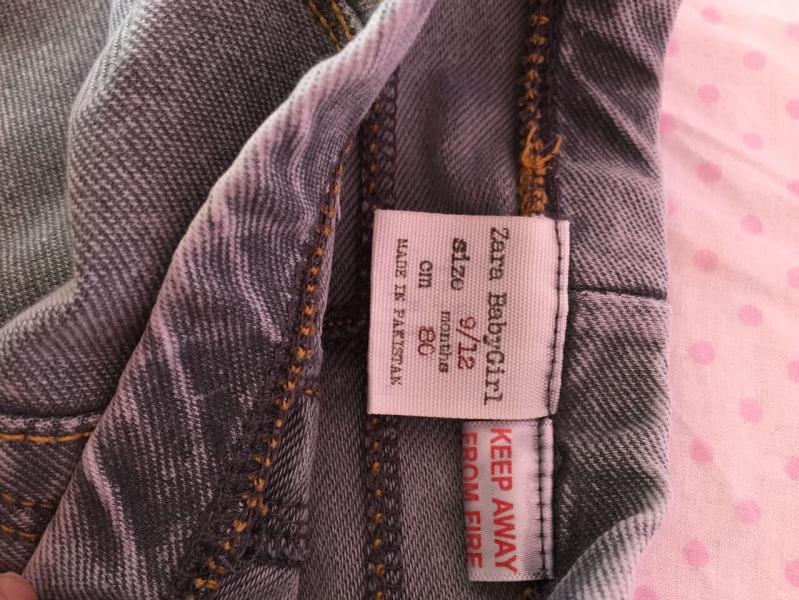 Zara BabyGirl
size 9/12
months
cm 80
MADE IN PAKISTAN
KEEP AWAY
FROM FIRE